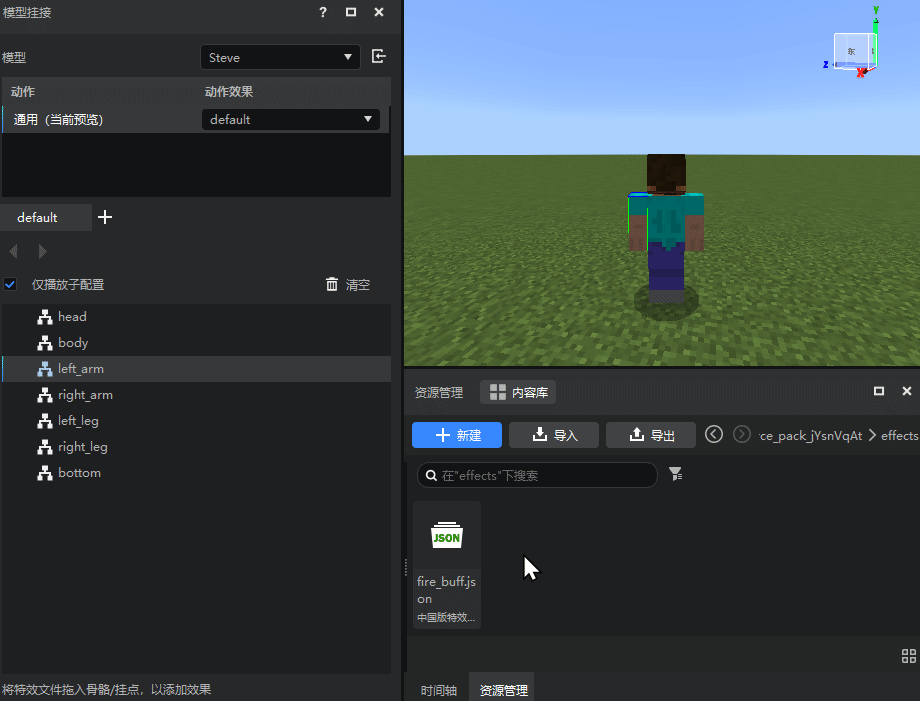 模型挂接
?
模型
Steve
动作
动作效果
通用（当前预览）
default
default
仅播放子配置
清空
head
body
left_arm
right_arm
left_leg
right_leg
bottom
将特效文件拖入骨骼/挂点，以添加效果
Y
东
Z
X
资源管理
内容库
新建
导入
导出
ce_pack_jYsnVqAt
effects
在"effects"下搜索
JSON
fire_buff.js
on
中国版特效...
时间轴
资源管理